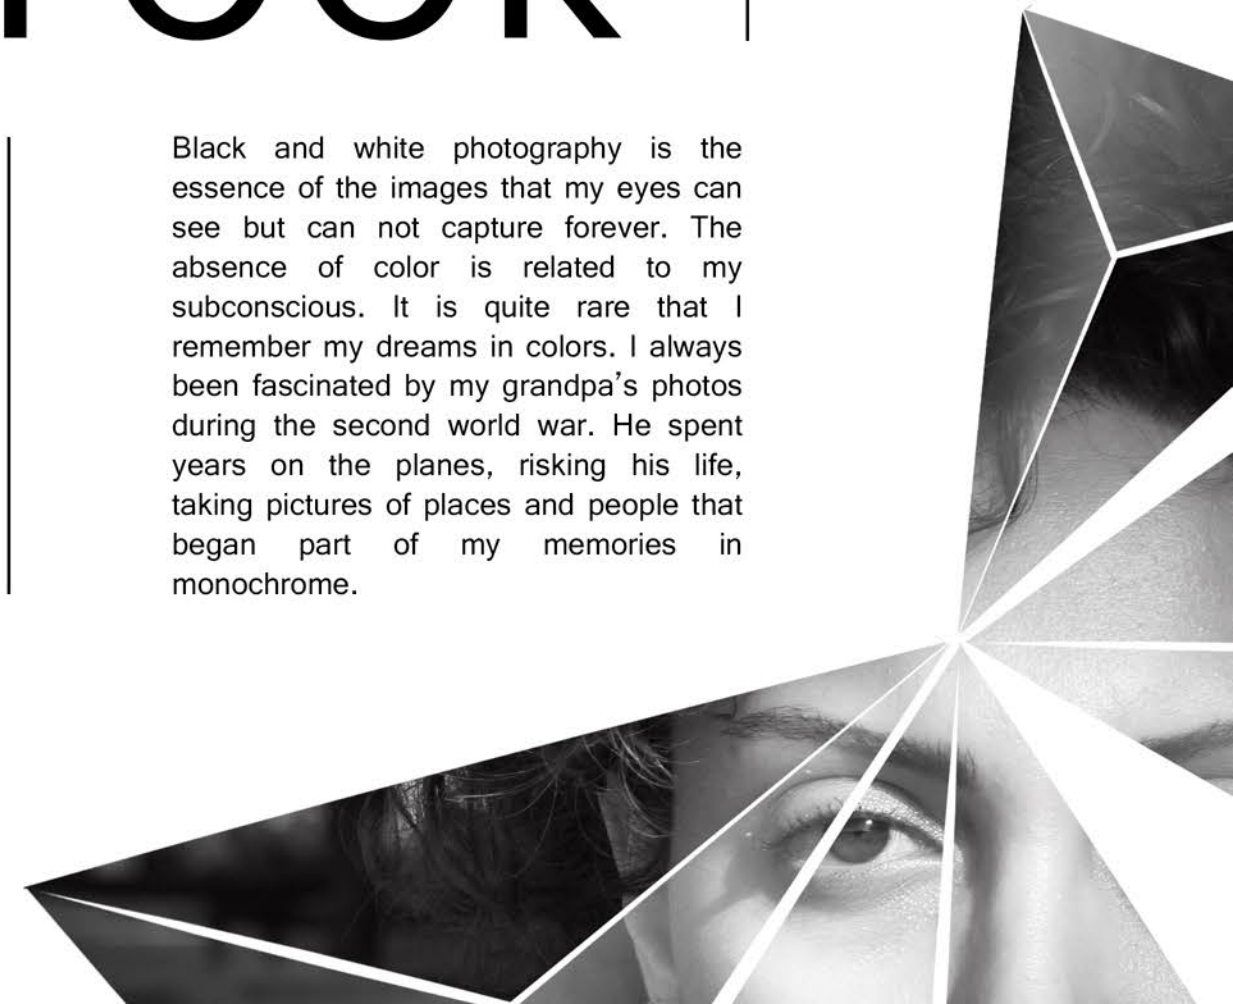 Black and white photography is the
essence of the images that my eyes can
see but can not capture forever. The
absence of color is related to my
subconscious. It is quite rare that I
remember my dreams in colors. I always
been fascinated by my grandpa’s photos
during the second world war. He spent
years on the planes, risking his life,
taking pictures of places and people that
began part of my memories in
monochrome.